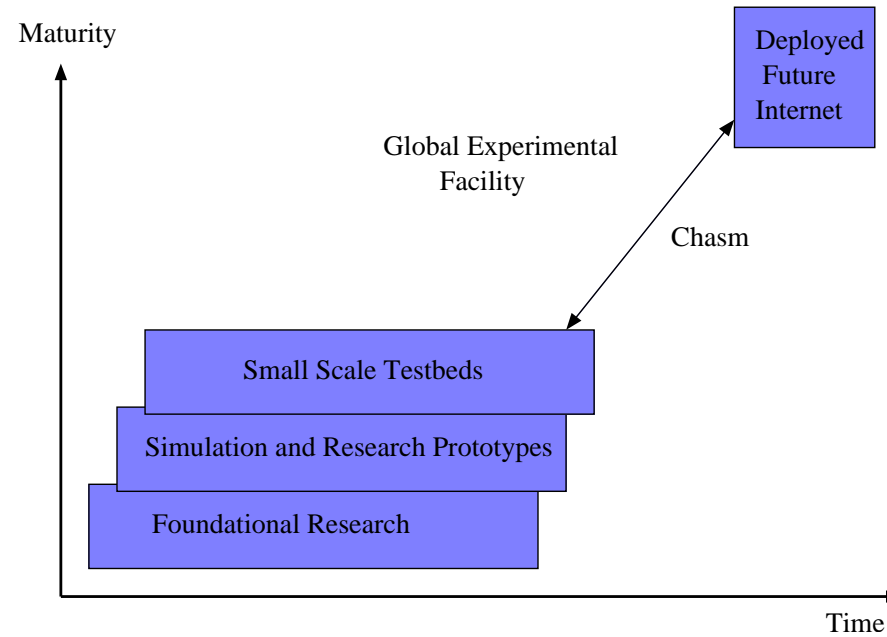 Maturity
Deployed
Future
Internet
Global Experimental
Facility
Chasm
Small Scale Testbeds
Simulation and Research Prototypes
Foundational Research
Time